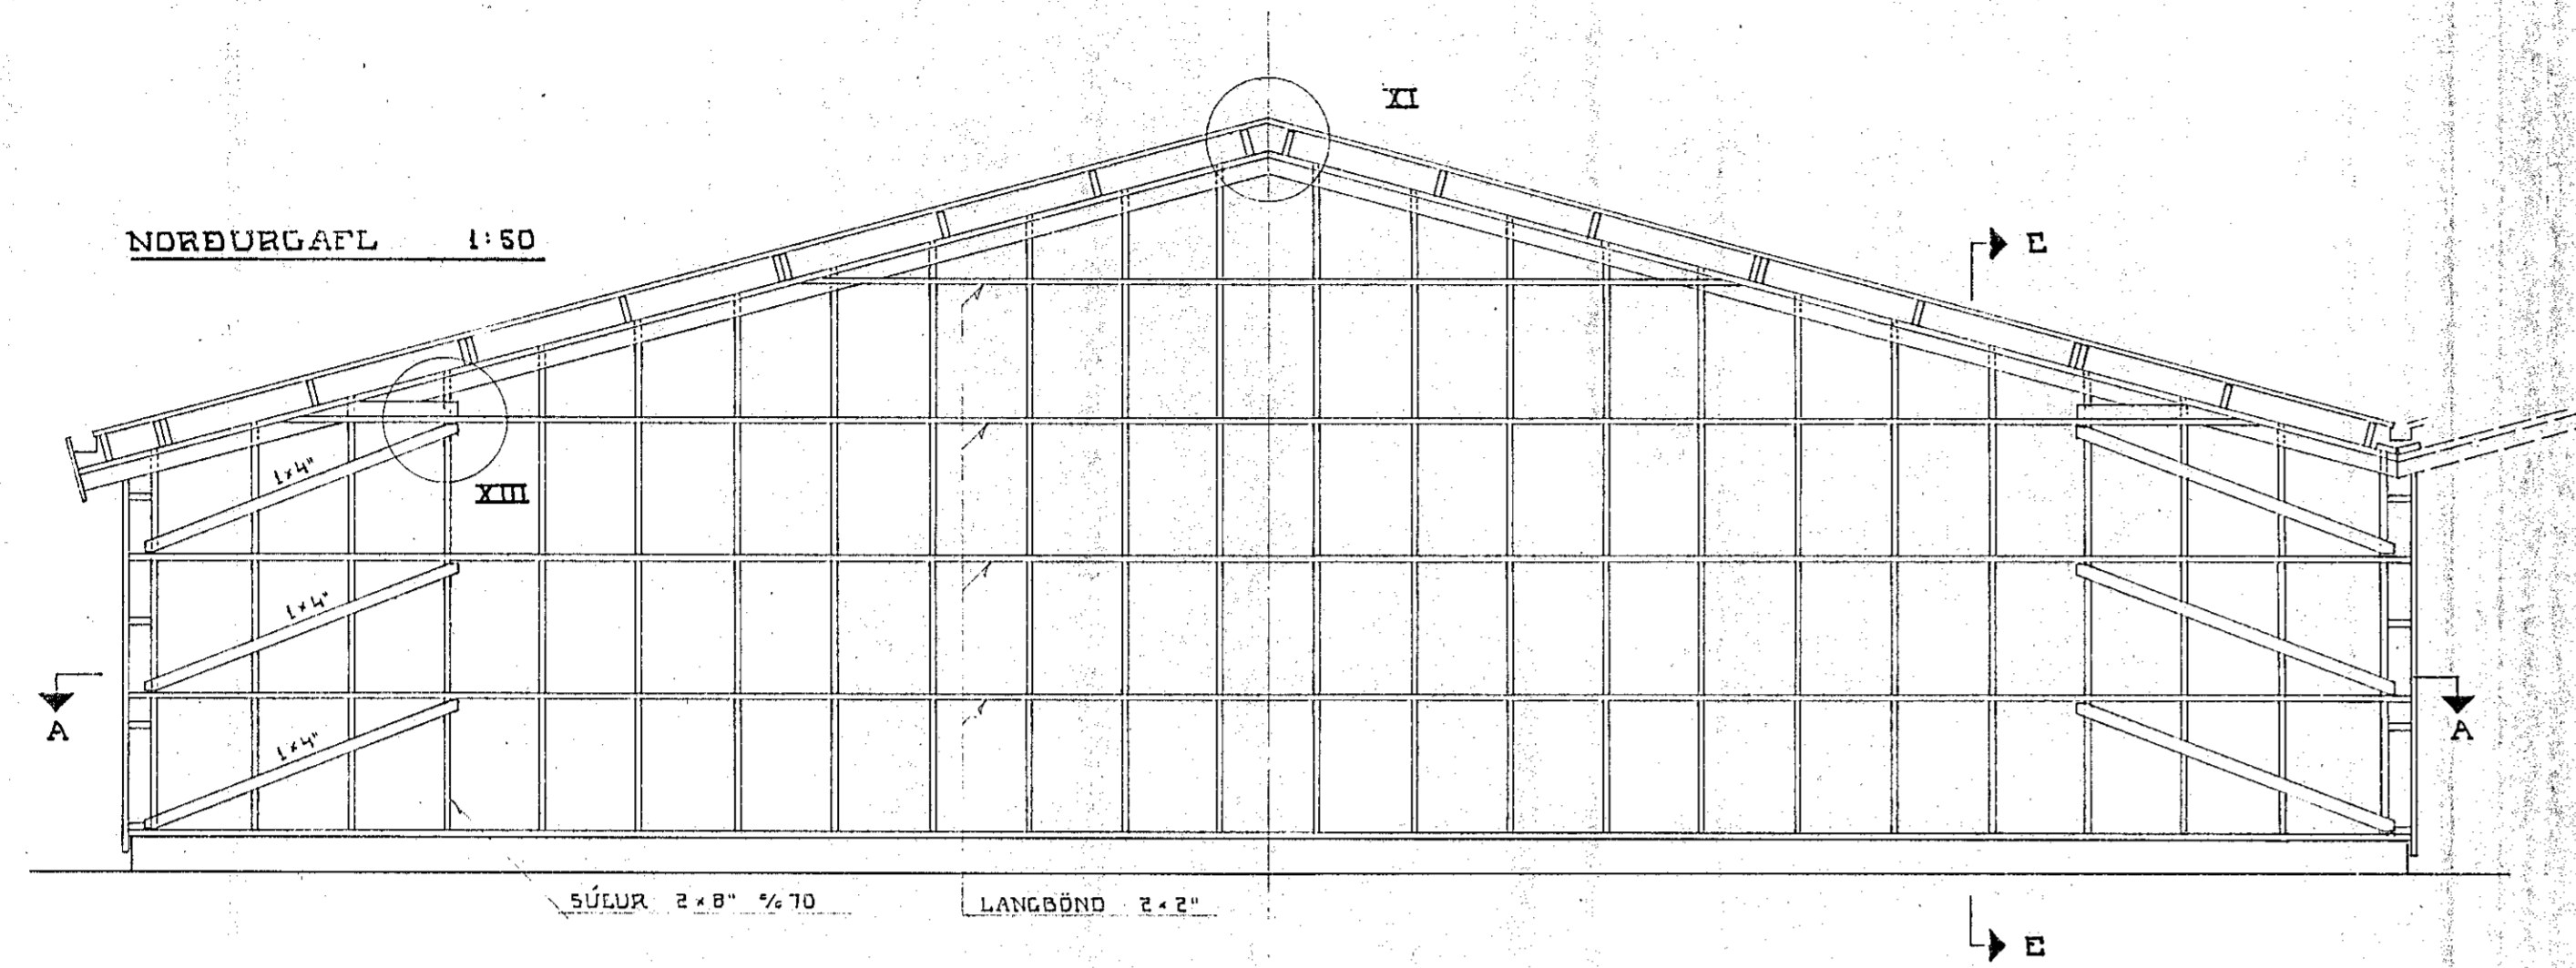 XI
NORÐURGAFL 1:50
E
1×4"
XIII
1×4"
A
A
1×4"
SÚLUR 2×8" c/c 70
LANGBÖND 2×2"
E